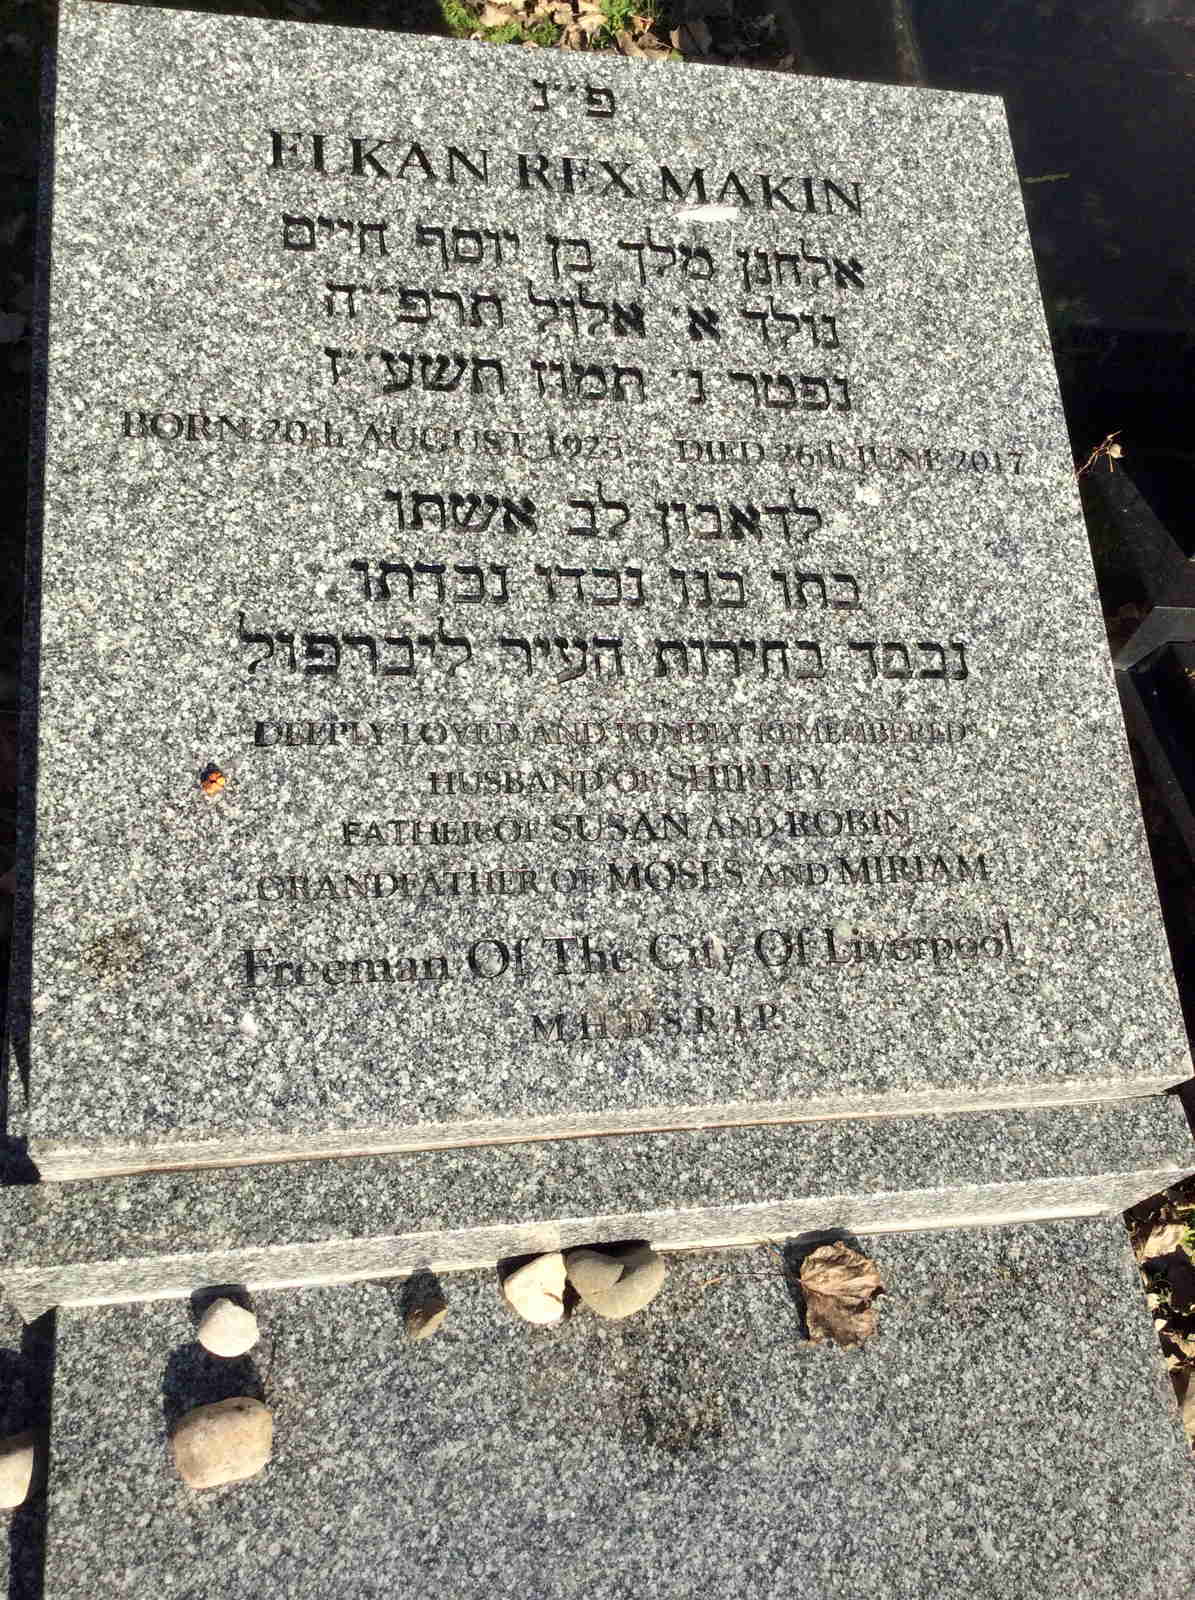 פ״נ
ELKAN REX MAKIN
אלחנן מלך בן יוסף חיים
נולד א׳ אלול תרפ״ה
נפטר ג׳ תמוז תשע״ז
BORN 20th AUGUST 1925 DIED 26th JUNE 2017
לדאבון לב אשתו
בתו בנו נכדו נכדתו
נכבד בחירות העיר ליברפול
DEEPLY LOVED AND FONDLY REMEMBERED
HUSBAND OF SHIRLEY
FATHER OF SUSAN AND ROBIN
GRANDFATHER OF MOSES AND MIRIAM
Freeman Of The City Of Liverpool
M.H.D.S.R.I.P.